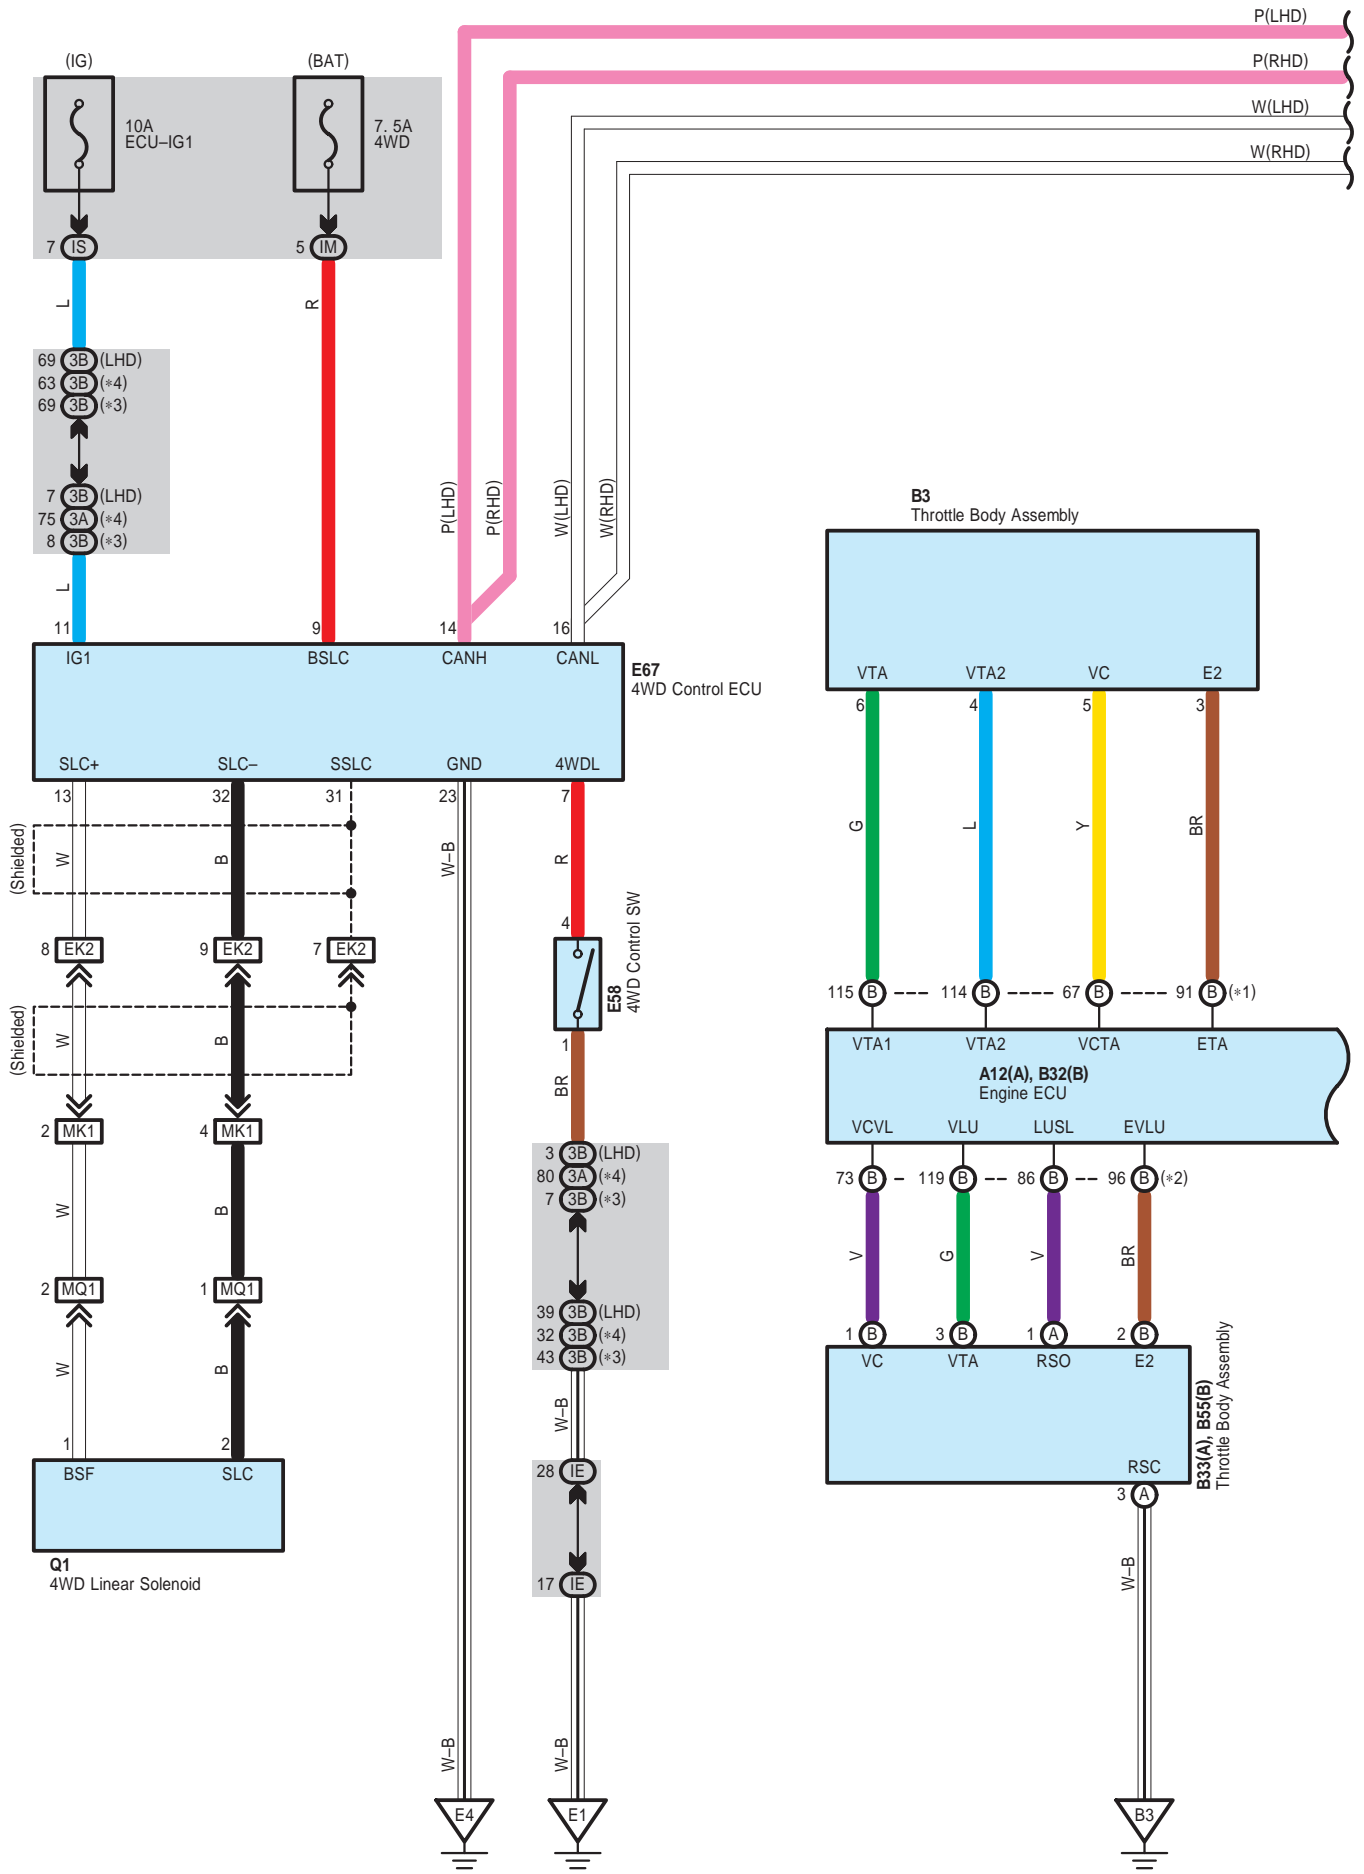 P(LHD)
P(RHD)
W(LHD)
W(RHD)
(IG)
(BAT)
10A
ECU–IG1
7. 5A
4WD
7 IS
5 IM
L
R
69 3B (LHD)
63 3B (*4)
69 3B (*3)
7 3B (LHD)
75 3A (*4)
8 3B (*3)
L
P(LHD)
P(RHD)
W(LHD)
W(RHD)
11
9
14
16
IG1
BSLC
CANH
CANL
E67
4WD Control ECU
SLC+
SLC–
SSLC
GND
4WDL
13
32
31
23
7
(Shielded)
W
B
W–B
R
8 EK2
9 EK2
7 EK2
4
E58
4WD Control SW
1
(Shielded)
W
B
BR
2 MK1
4 MK1
3 3B (LHD)
80 3A (*4)
7 3B (*3)
W
B
2 MQ1
1 MQ1
39 3B (LHD)
32 3B (*4)
43 3B (*3)
W
B
W–B
1
2
BSF
SLC
Q1
4WD Linear Solenoid
28 IE
17 IE
W–B
W–B
E4
E1
B3
Throttle Body Assembly
VTA
VTA2
VC
E2
6
4
5
3
G
L
Y
BR
115 B
114 B
67 B
91 B (*1)
VTA1
VTA2
VCTA
ETA
A12(A), B32(B)
Engine ECU
VCVL
VLU
LUSL
EVLU
73 B
119 B
86 B
96 B (*2)
V
G
V
BR
1 B
3 B
1 A
2 B
VC
VTA
RSO
E2
RSC
B33(A), B55(B)
Throttle Body Assembly
3 A
W–B
B3